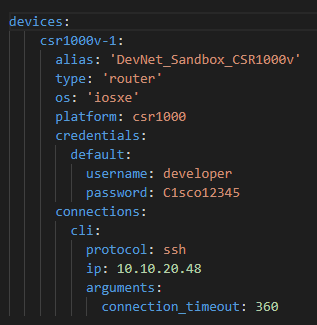 devices:
    csr1000v-1:
      alias: 'DevNet_Sandbox_CSR1000v'
      type: 'router'
      os: 'iosxe'
      platform: csr1000
      credentials:
        default:
          username: developer
          password: C1sco12345
      connections:
        cli:
          protocol: ssh
          ip: 10.10.20.48
          arguments:
            connection_timeout: 360